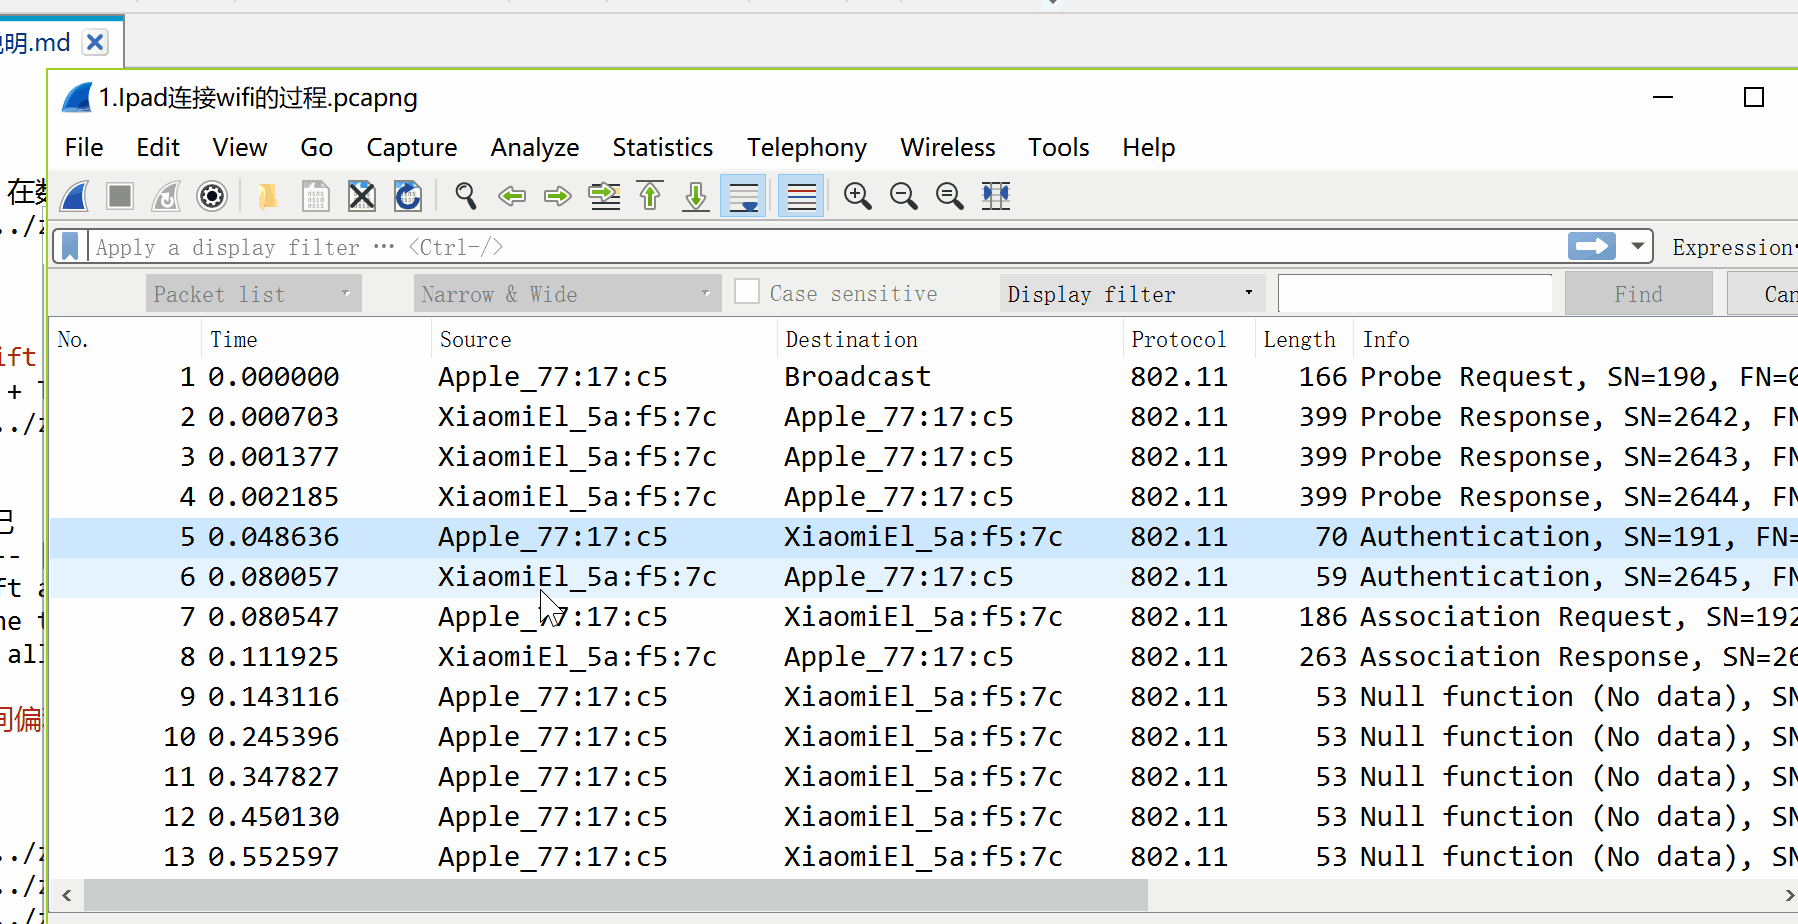 明.md
1.Ipad连接wifi的过程.pcapng
File Edit View Go Capture Analyze Statistics Telephony Wireless Tools Help
在
../
Apply a display filter ⋯ <Ctrl-/>
Expression
Packet list Narrow & Wide Case sensitive Display filter Find Can
No. Time Source Destination Protocol Length Info
1 0.000000 Apple_77:17:c5 Broadcast 802.11 166 Probe Request, SN=190, FN=0
2 0.000703 XiaomiEl_5a:f5:7c Apple_77:17:c5 802.11 399 Probe Response, SN=2642, FN
3 0.001377 XiaomiEl_5a:f5:7c Apple_77:17:c5 802.11 399 Probe Response, SN=2643, FN
4 0.002185 XiaomiEl_5a:f5:7c Apple_77:17:c5 802.11 399 Probe Response, SN=2644, FN
5 0.048636 Apple_77:17:c5 XiaomiEl_5a:f5:7c 802.11 70 Authentication, SN=191, FN=
6 0.080057 XiaomiEl_5a:f5:7c Apple_77:17:c5 802.11 59 Authentication, SN=2645, FN
7 0.080547 Apple_77:17:c5 XiaomiEl_5a:f5:7c 802.11 186 Association Request, SN=192
8 0.111925 XiaomiEl_5a:f5:7c Apple_77:17:c5 802.11 263 Association Response, SN=26
9 0.143116 Apple_77:17:c5 XiaomiEl_5a:f5:7c 802.11 53 Null function (No data), SN
10 0.245396 Apple_77:17:c5 XiaomiEl_5a:f5:7c 802.11 53 Null function (No data), SN
11 0.347827 Apple_77:17:c5 XiaomiEl_5a:f5:7c 802.11 53 Null function (No data), SN
12 0.450130 Apple_77:17:c5 XiaomiEl_5a:f5:7c 802.11 53 Null function (No data), SN
13 0.552597 Apple_77:17:c5 XiaomiEl_5a:f5:7c 802.11 53 Null function (No data), SN